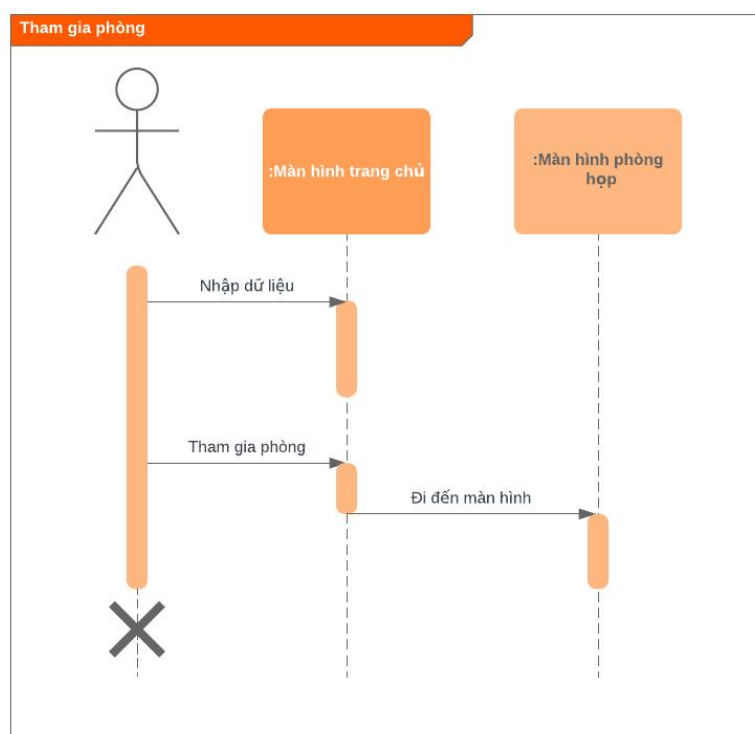 Tham gia phòng
:Màn hình trang chủ
:Màn hình phòng
họp
Nhập dữ liệu
Tham gia phòng
Đi đến màn hình